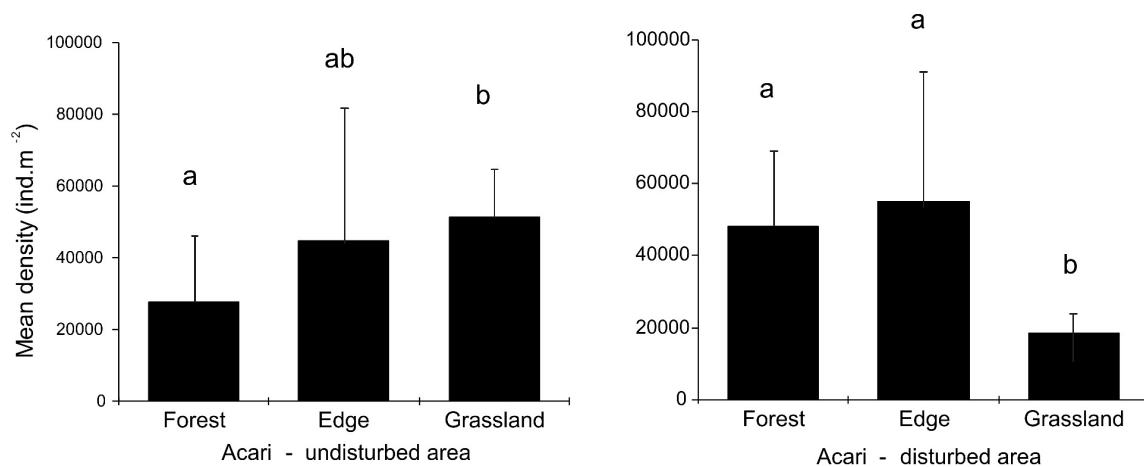 Mean density (ind.m -2)
100000
80000
60000
40000
20000
0
a
ab
b
Forest
Edge
Grassland
Acari - undisturbed area
100000
80000
60000
40000
20000
0
a
a
b
Forest
Edge
Grassland
Acari - disturbed area